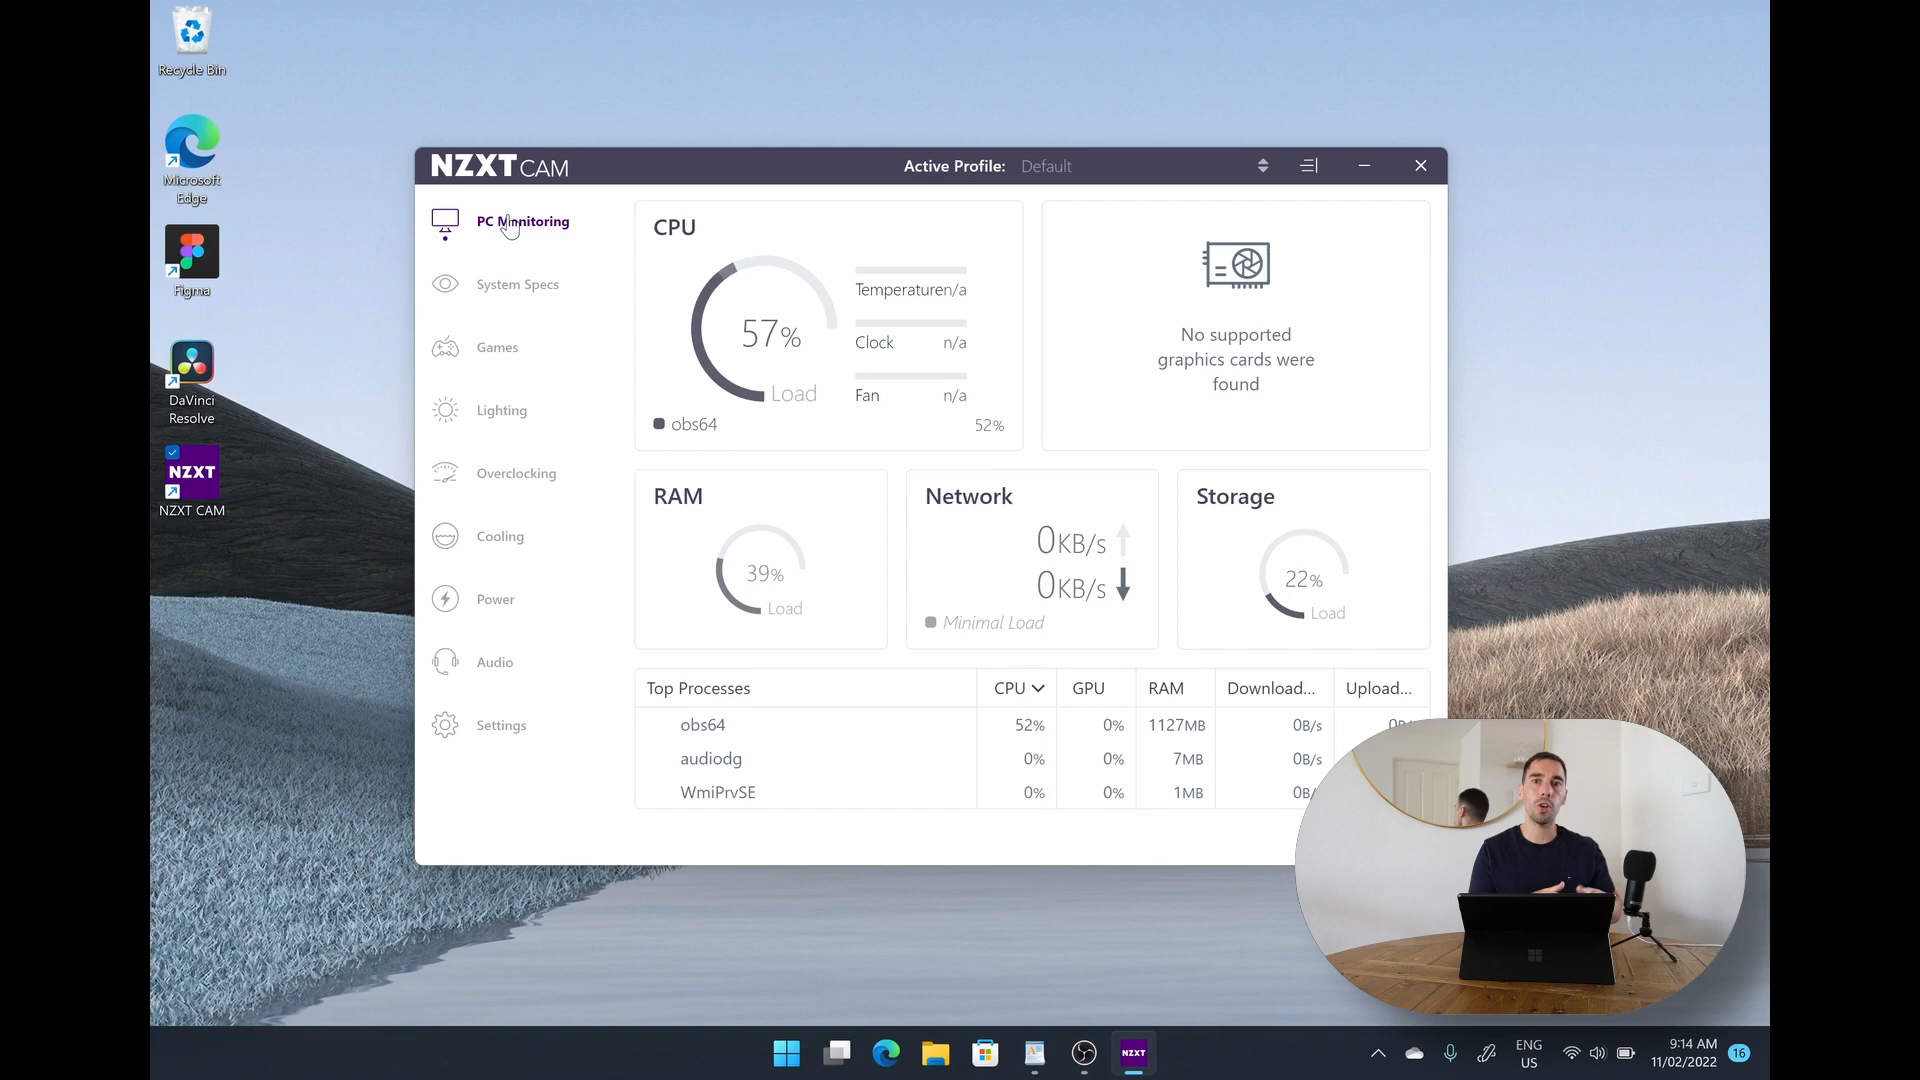 Recycle Bin
Microsoft
Edge
Figma
DaVinci
Resolve
NZXT
NZXT CAM
NZXT CAM
Active Profile: Default
PC Monitoring
System Specs
Games
Lighting
Overclocking
Cooling
Power
Audio
Settings
CPU
57%
Load
Temperature n/a
Clock n/a
Fan n/a
obs64 52%
No supported
graphics cards were
found
RAM
39%
Load
Network
0KB/s
0KB/s
Minimal Load
Storage
22%
Load
Top Processes CPU GPU RAM Download... Upload...
obs64 52% 0% 1127MB 0B/s
audiodg 0% 0% 7MB 0B/s
WmiPrvSE 0% 0% 1MB
NZXT
ENG
US
9:14 AM
11/02/2022
16